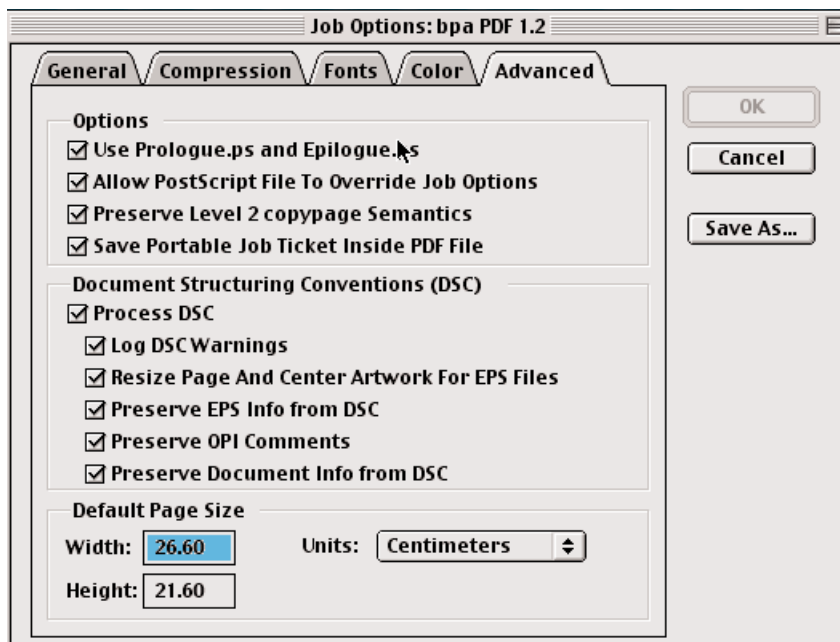 Job Options: bpa PDF 1.2
General Compression Fonts Color Advanced
OK
Cancel
Save As...
Options
Use Prologue.ps and Epilogue.ps
Allow PostScript File To Override Job Options
Preserve Level 2 copypage Semantics
Save Portable Job Ticket Inside PDF File
Document Structuring Conventions (DSC)
Process DSC
Log DSC Warnings
Resize Page And Center Artwork For EPS Files
Preserve EPS Info from DSC
Preserve OPI Comments
Preserve Document Info from DSC
Default Page Size
Width: 26.60 Units: Centimeters
Height: 21.60